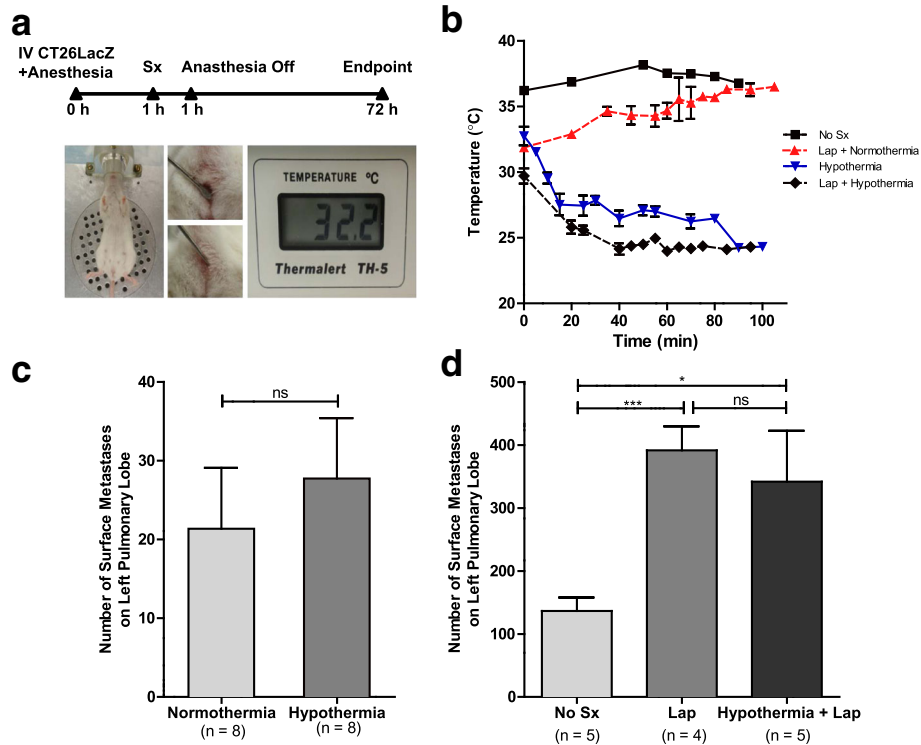 a
IV CT26LacZ
+Anesthesia
Sx
Anasthesia Off
Endpoint
0 h
1 h
1 h
72 h
TEMPERATURE °C
32.2
Thermalert TH-5
b
Temperature (°C)
40
35
30
25
20
0
20
40
60
80
100
Time (min)
No Sx
Lap + Normothermia
Hypothermia
Lap + Hypothermia
c
Number of Surface Metastases
on Left Pulmonary Lobe
40
30
20
10
0
ns
Normothermia
(n = 8)
Hypothermia
(n = 8)
d
Number of Surface Metastases
on Left Pulmonary Lobe
500
400
300
200
100
0
*
***
ns
No Sx
(n = 5)
Lap
(n = 4)
Hypothermia + Lap
(n = 5)